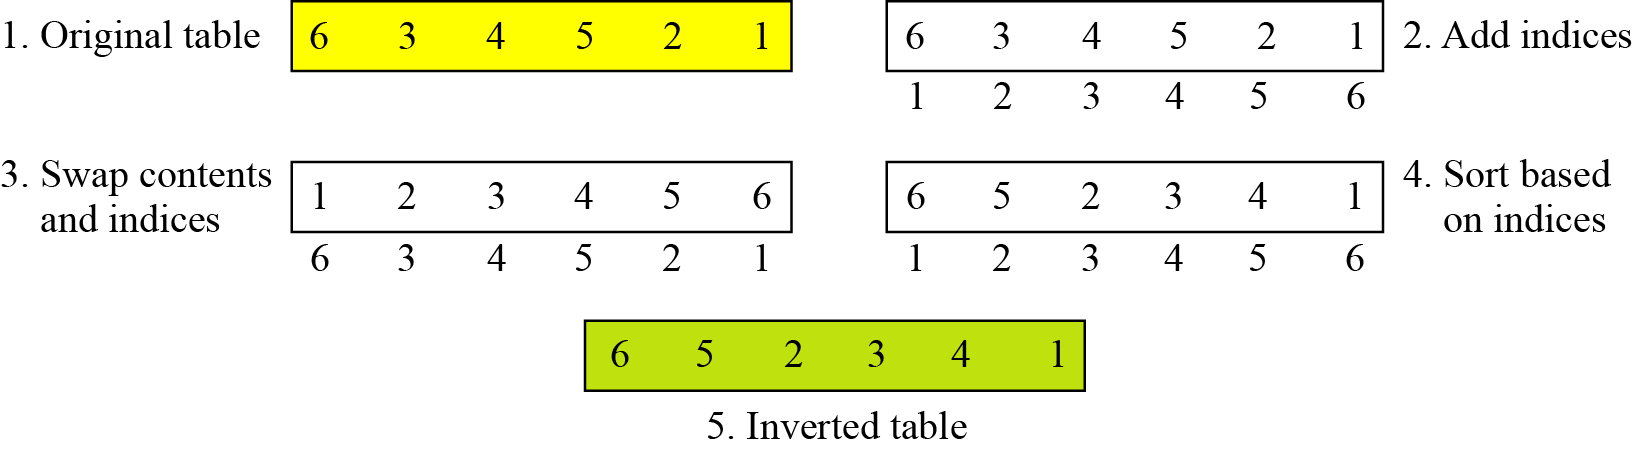 1. Original table 6 3 4 5 2 1
6 3 4 5 2 1 2. Add indices
1 2 3 4 5 6
3. Swap contents
and indices
1 2 3 4 5 6
6 3 4 5 2 1
6 5 2 3 4 1
1 2 3 4 5 6
4. Sort based
on indices
6 5 2 3 4 1
5. Inverted table